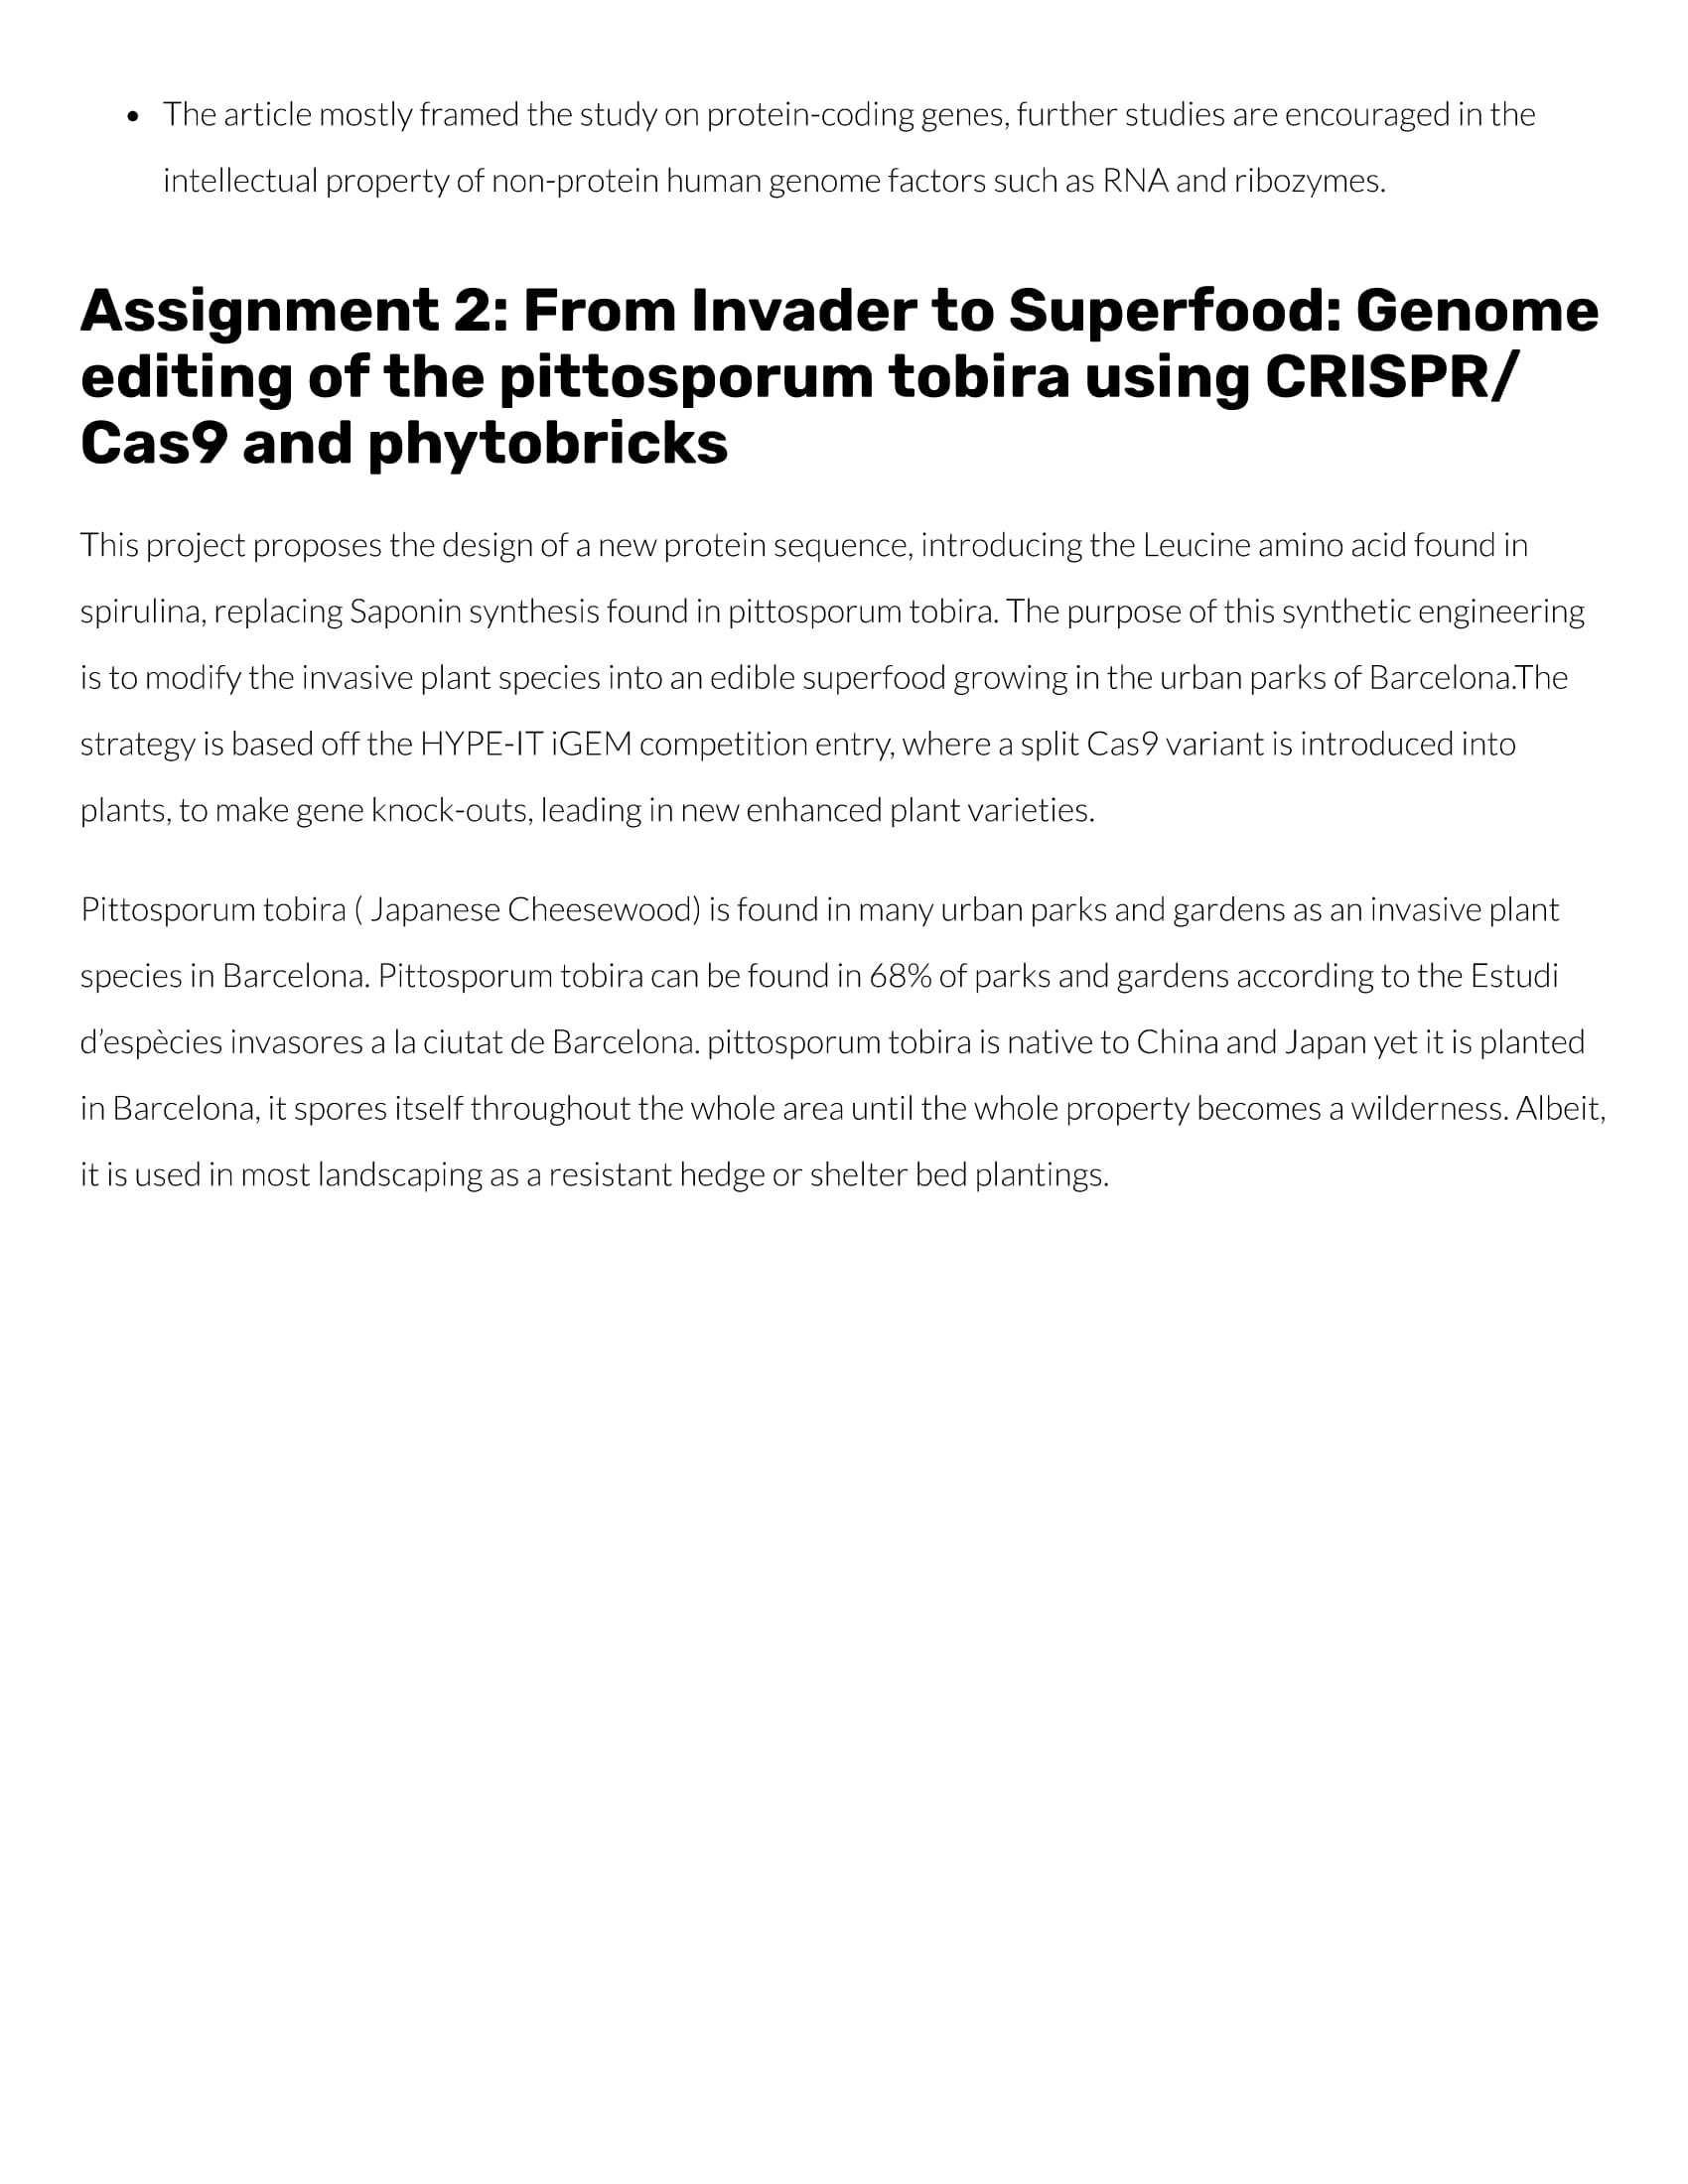 • The article mostly framed the study on protein-coding genes, further studies are encouraged in the
intellectual property of non-protein human genome factors such as RNA and ribozymes.
Assignment 2: From Invader to Superfood: Genome
editing of the pittosporum tobira using CRISPR/
Cas9 and phytobricks
This project proposes the design of a new protein sequence, introducing the Leucine amino acid found in
spirulina, replacing Saponin synthesis found in pittosporum tobira. The purpose of this synthetic engineering
is to modify the invasive plant species into an edible superfood growing in the urban parks of Barcelona.The
strategy is based off the HYPE-IT iGEM competition entry, where a split Cas9 variant is introduced into
plants, to make gene knock-outs, leading in new enhanced plant varieties.
Pittosporum tobira ( Japanese Cheesewood) is found in many urban parks and gardens as an invasive plant
species in Barcelona. Pittosporum tobira can be found in 68% of parks and gardens according to the Estudi
d’espècies invasores a la ciutat de Barcelona. pittosporum tobira is native to China and Japan yet it is planted
in Barcelona, it spores itself throughout the whole area until the whole property becomes a wilderness. Albeit,
it is used in most landscaping as a resistant hedge or shelter bed plantings.